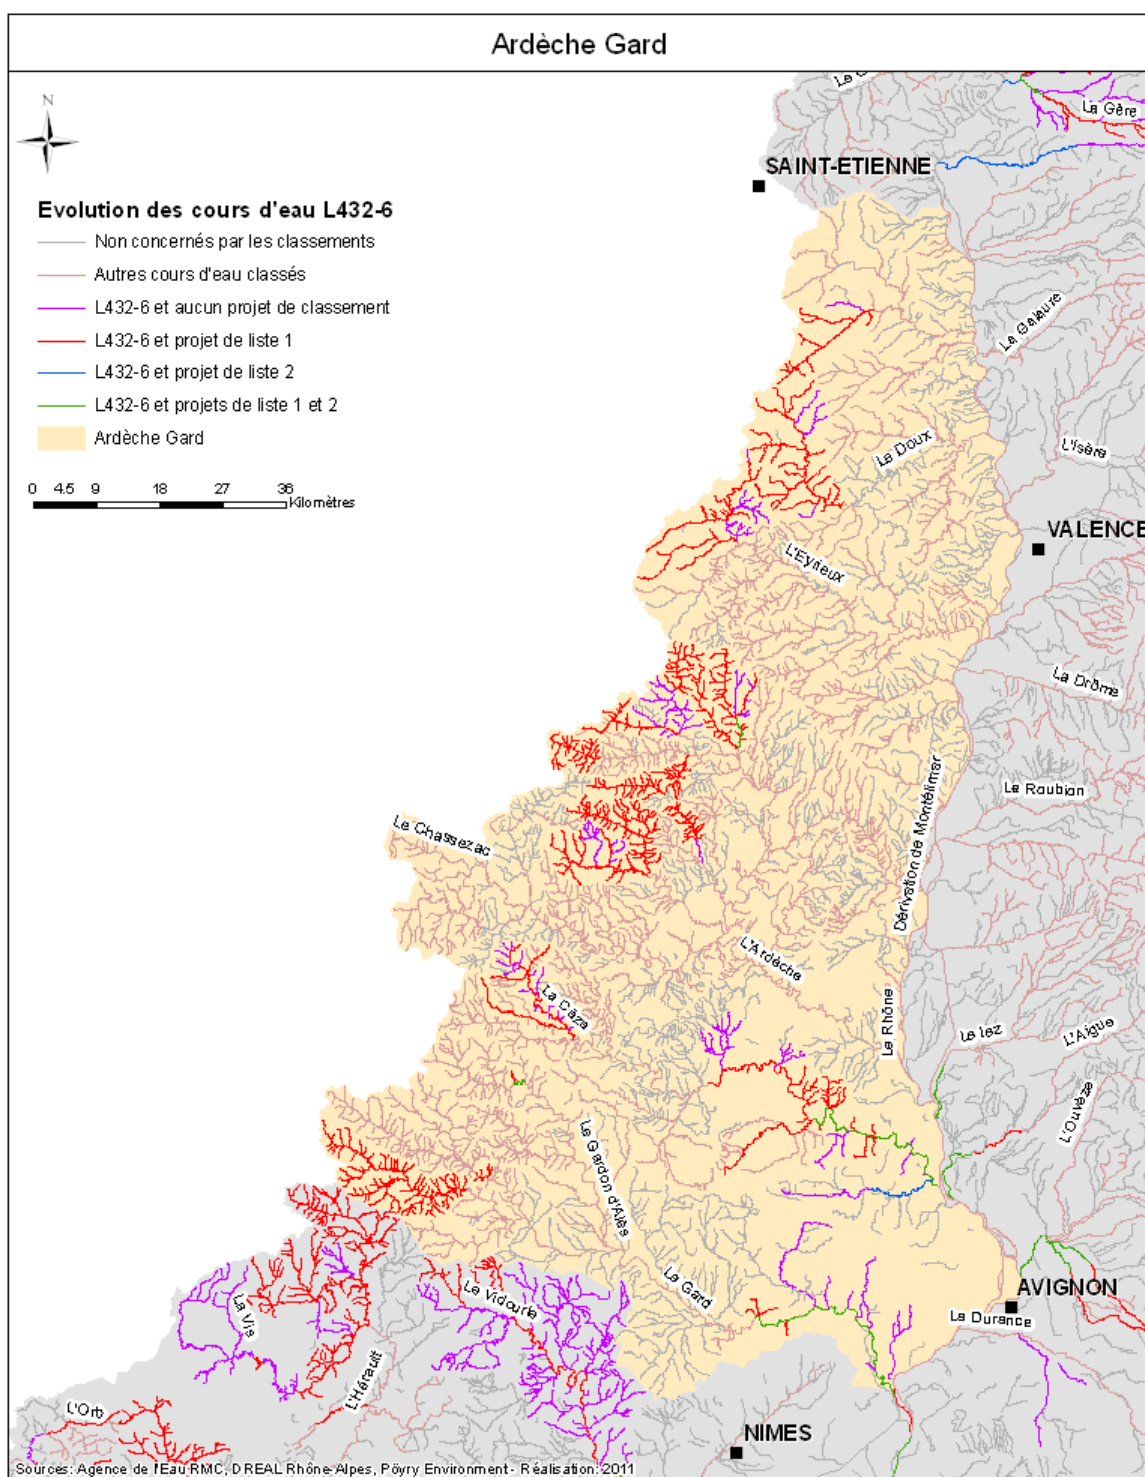 Ardèche Gard
N
Evolution des cours d'eau L432-6
Non concernés par les classements
Autres cours d'eau classés
L432-6 et aucun projet de classement
L432-6 et projet de liste 1
L432-6 et projet de liste 2
L432-6 et projets de liste 1 et 2
Ardèche Gard
0 4.5 9 18 27 36
Kilomètres
La Gère
SAINT-ETIENNE
La Galaure
Le Doux
L'Isère
VALENCE
L'Eyrieux
La Drôme
Le Roubion
Dérivation de Montélimar
Le Chassezac
L'Ardèche
La Cèze
Le Rhône
Le lez
L'Aigue
L'Ouvèze
Le Gardon d'Alès
Le Gard
AVIGNON
La Durance
La Vis
Le Vidourle
L'Hérault
L'Orb
NIMES
Sources: Agence de l'Eau RMC, DREAL Rhône-Alpes, Pöyry Environment - Réalisation: 2011